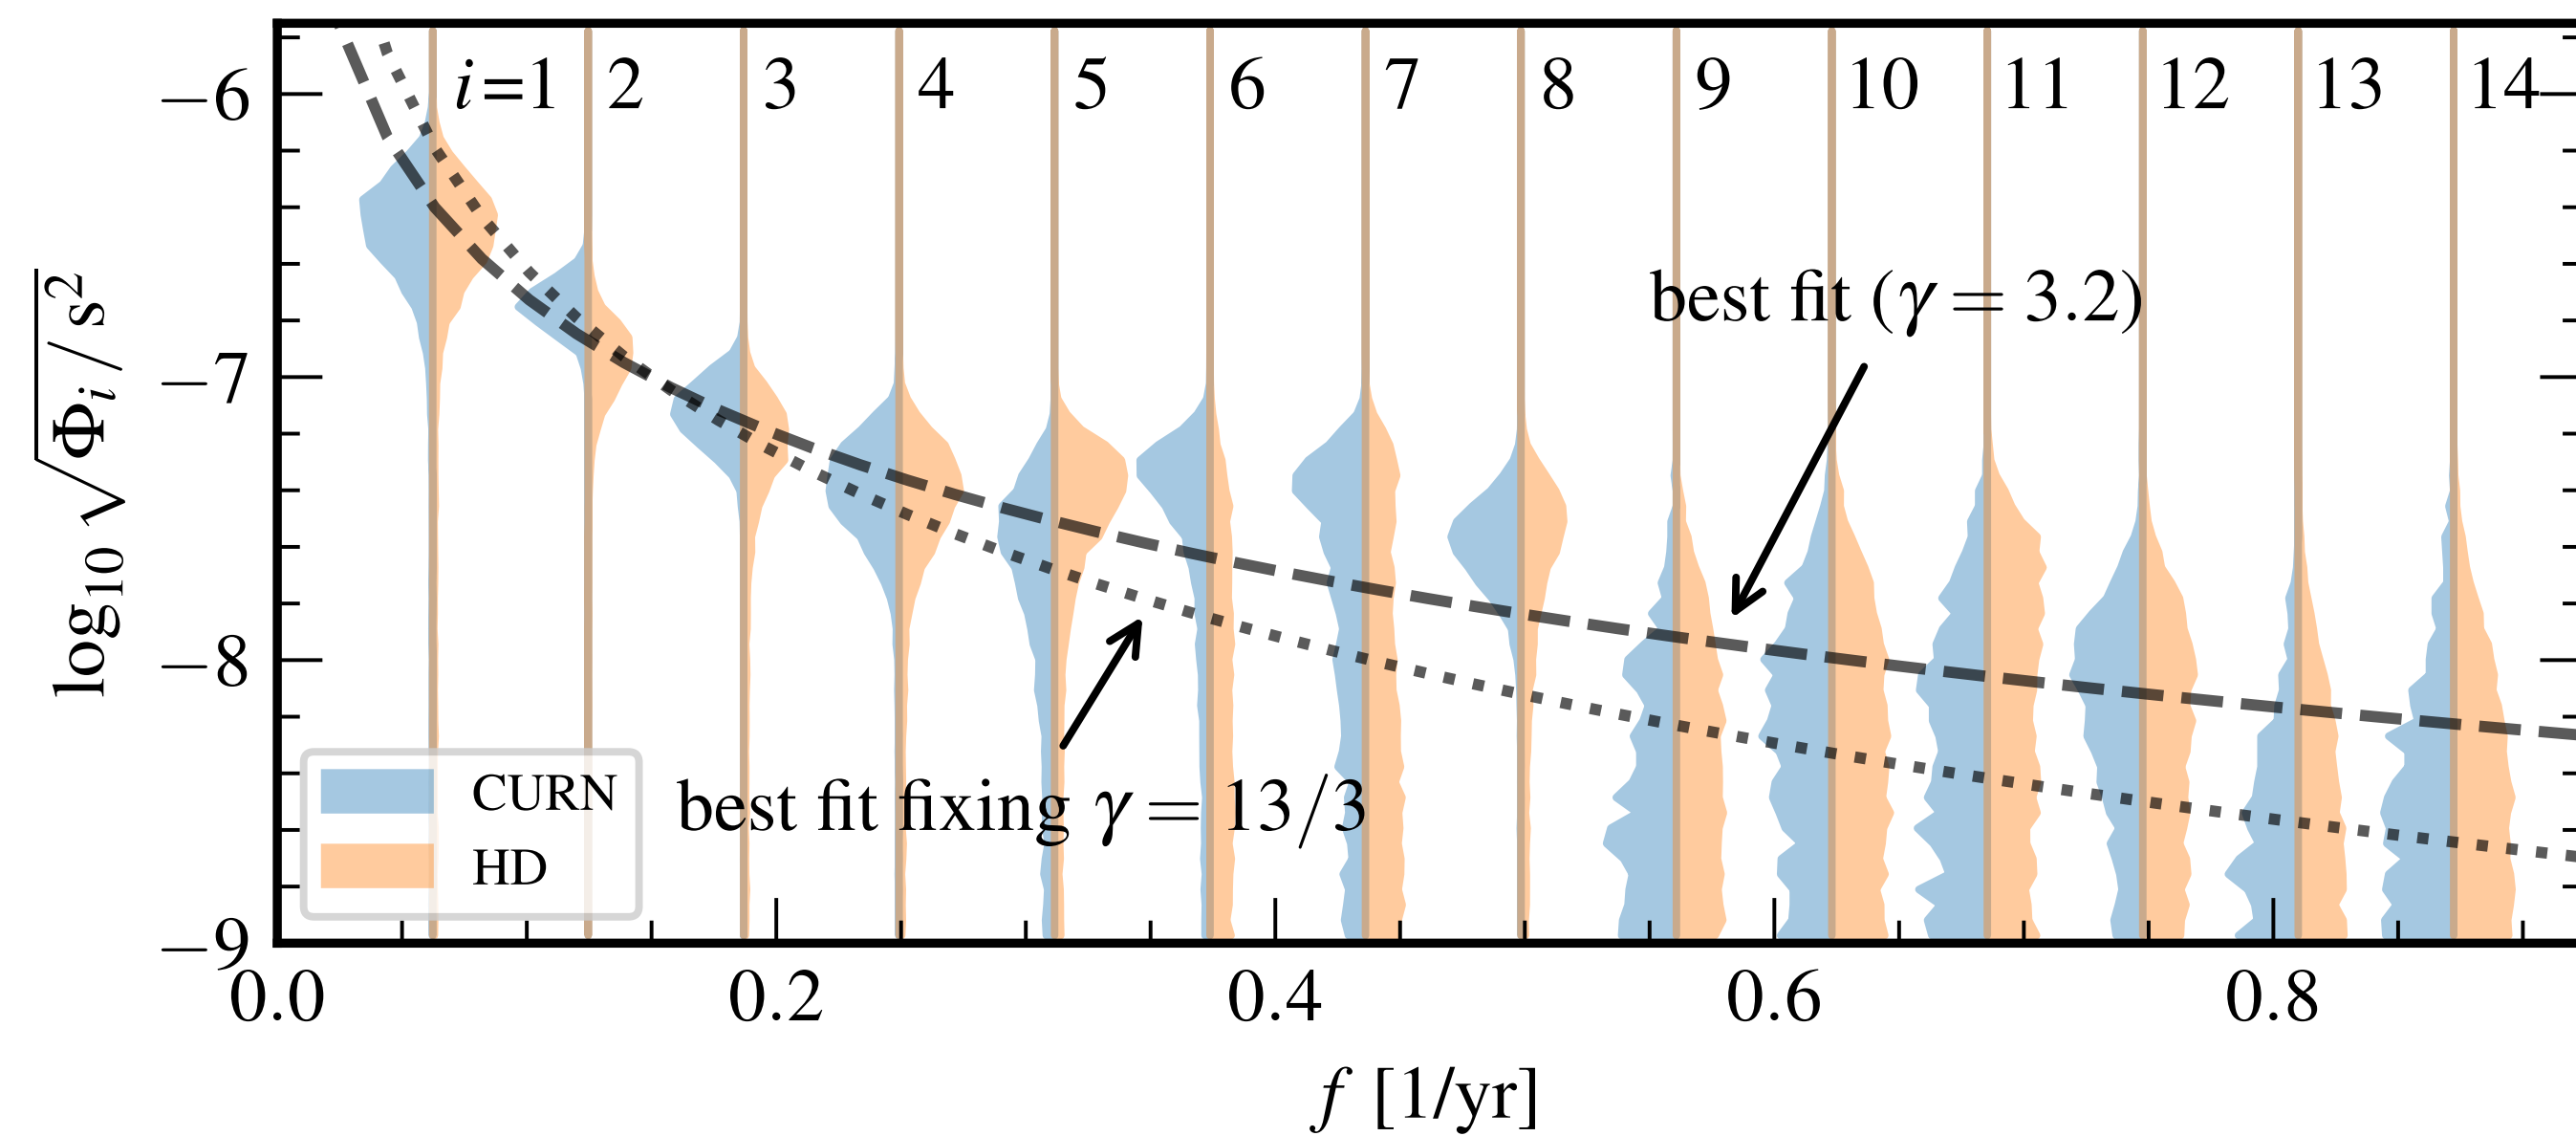 i=1 2 3 4 5 6 7 8 9 10 11 12 13 14
−6
−7
−8
−9
log₁₀ √Φᵢ / s²
best fit (γ = 3.2)
best fit fixing γ = 13/3
CURN
HD
0.0 0.2 0.4 0.6 0.8
f [1/yr]